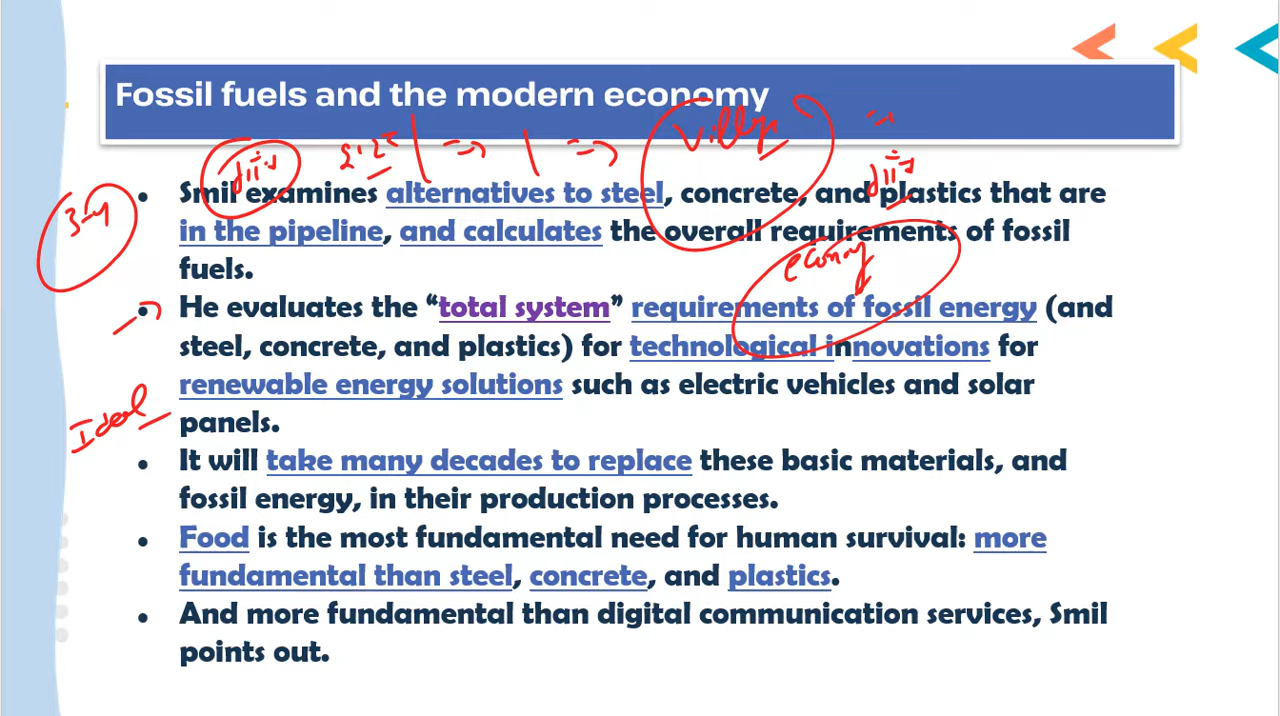 Fossil fuels and the modern economy
Villy
3-4
• Smil examines alternatives to steel, concrete, and plastics that are
in the pipeline, and calculates the overall requirements of fossil
fuels.
economy
• He evaluates the “total system” requirements of fossil energy (and
steel, concrete, and plastics) for technological innovations for
renewable energy solutions such as electric vehicles and solar
panels.
Ideal
• It will take many decades to replace these basic materials, and
fossil energy, in their production processes.
• Food is the most fundamental need for human survival: more
fundamental than steel, concrete, and plastics.
• And more fundamental than digital communication services, Smil
points out.